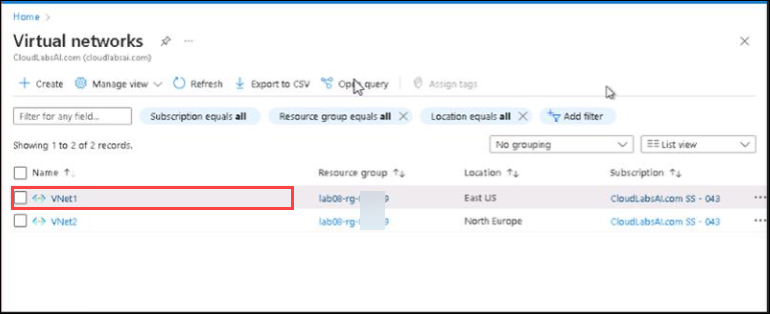 Home >
Virtual networks ...
CloudLabsAI.com (cloudlabsai.com)
Create Manage view Refresh Export to CSV Open query Assign tags
Filter for any field... Subscription equals all Resource group equals all Location equals all Add filter
Showing 1 to 2 of 2 records. No grouping List view
Name Resource group Location Subscription
VNet1 lab08-rg- 9 East US CloudLabsAI.com SS - 043 ...
VNet2 lab08-rg- 9 North Europe CloudLabsAI.com SS - 043 ...